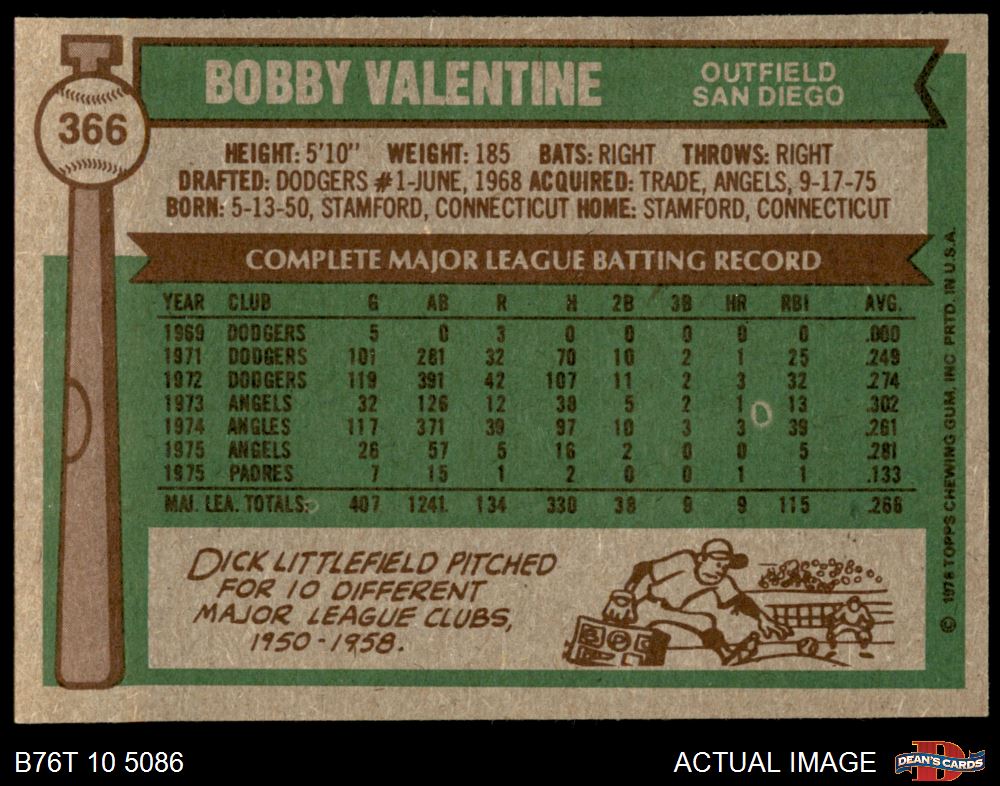 366
BOBBY VALENTINE
OUTFIELD
SAN DIEGO
HEIGHT: 5'10" WEIGHT: 185 BATS: RIGHT THROWS: RIGHT
DRAFTED: DODGERS #1-JUNE, 1968 ACQUIRED: TRADE, ANGELS, 9-17-75
BORN: 5-13-50, STAMFORD, CONNECTICUT HOME: STAMFORD, CONNECTICUT
COMPLETE MAJOR LEAGUE BATTING RECORD
YEAR CLUB G AB R H 2B 3B HR RBI AVG.
1969 DODGERS 5 0 3 0 0 0 0 0 .000
1971 DODGERS 101 281 32 70 10 2 1 25 .249
1972 DODGERS 119 391 42 107 11 2 3 32 .274
1973 ANGELS 32 126 12 38 5 2 1 13 .302
1974 ANGLES 117 371 39 97 10 3 3 39 .261
1975 ANGELS 26 57 5 16 2 0 0 5 .281
1975 PADRES 7 15 1 2 0 0 1 1 .133
MAJ. LEA. TOTALS: 407 1241 134 330 38 9 9 115 .266
DICK LITTLEFIELD PITCHED
FOR 10 DIFFERENT
MAJOR LEAGUE CLUBS,
1950-1958.
© 1976 TOPPS CHEWING GUM, INC PRTD. IN U.S.A.
B76T 10 5086
ACTUAL IMAGE
D
DEAN'S CARDS